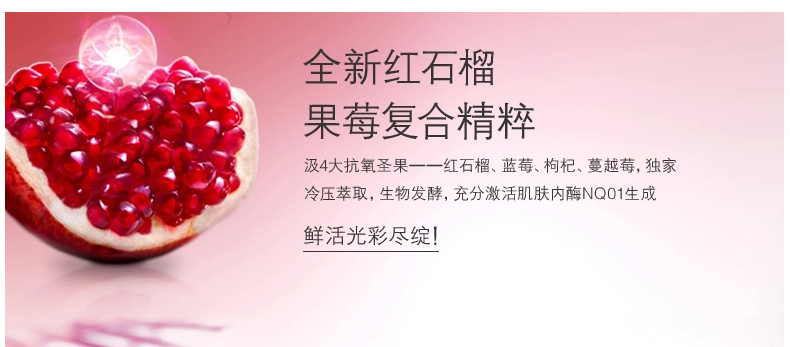 全新红石榴
果莓复合精粹
汲4大抗氧圣果——红石榴、蓝莓、枸杞、蔓越莓，独家
冷压萃取，生物发酵，充分激活肌肤内酶NQ01生成
鲜活光彩尽绽！